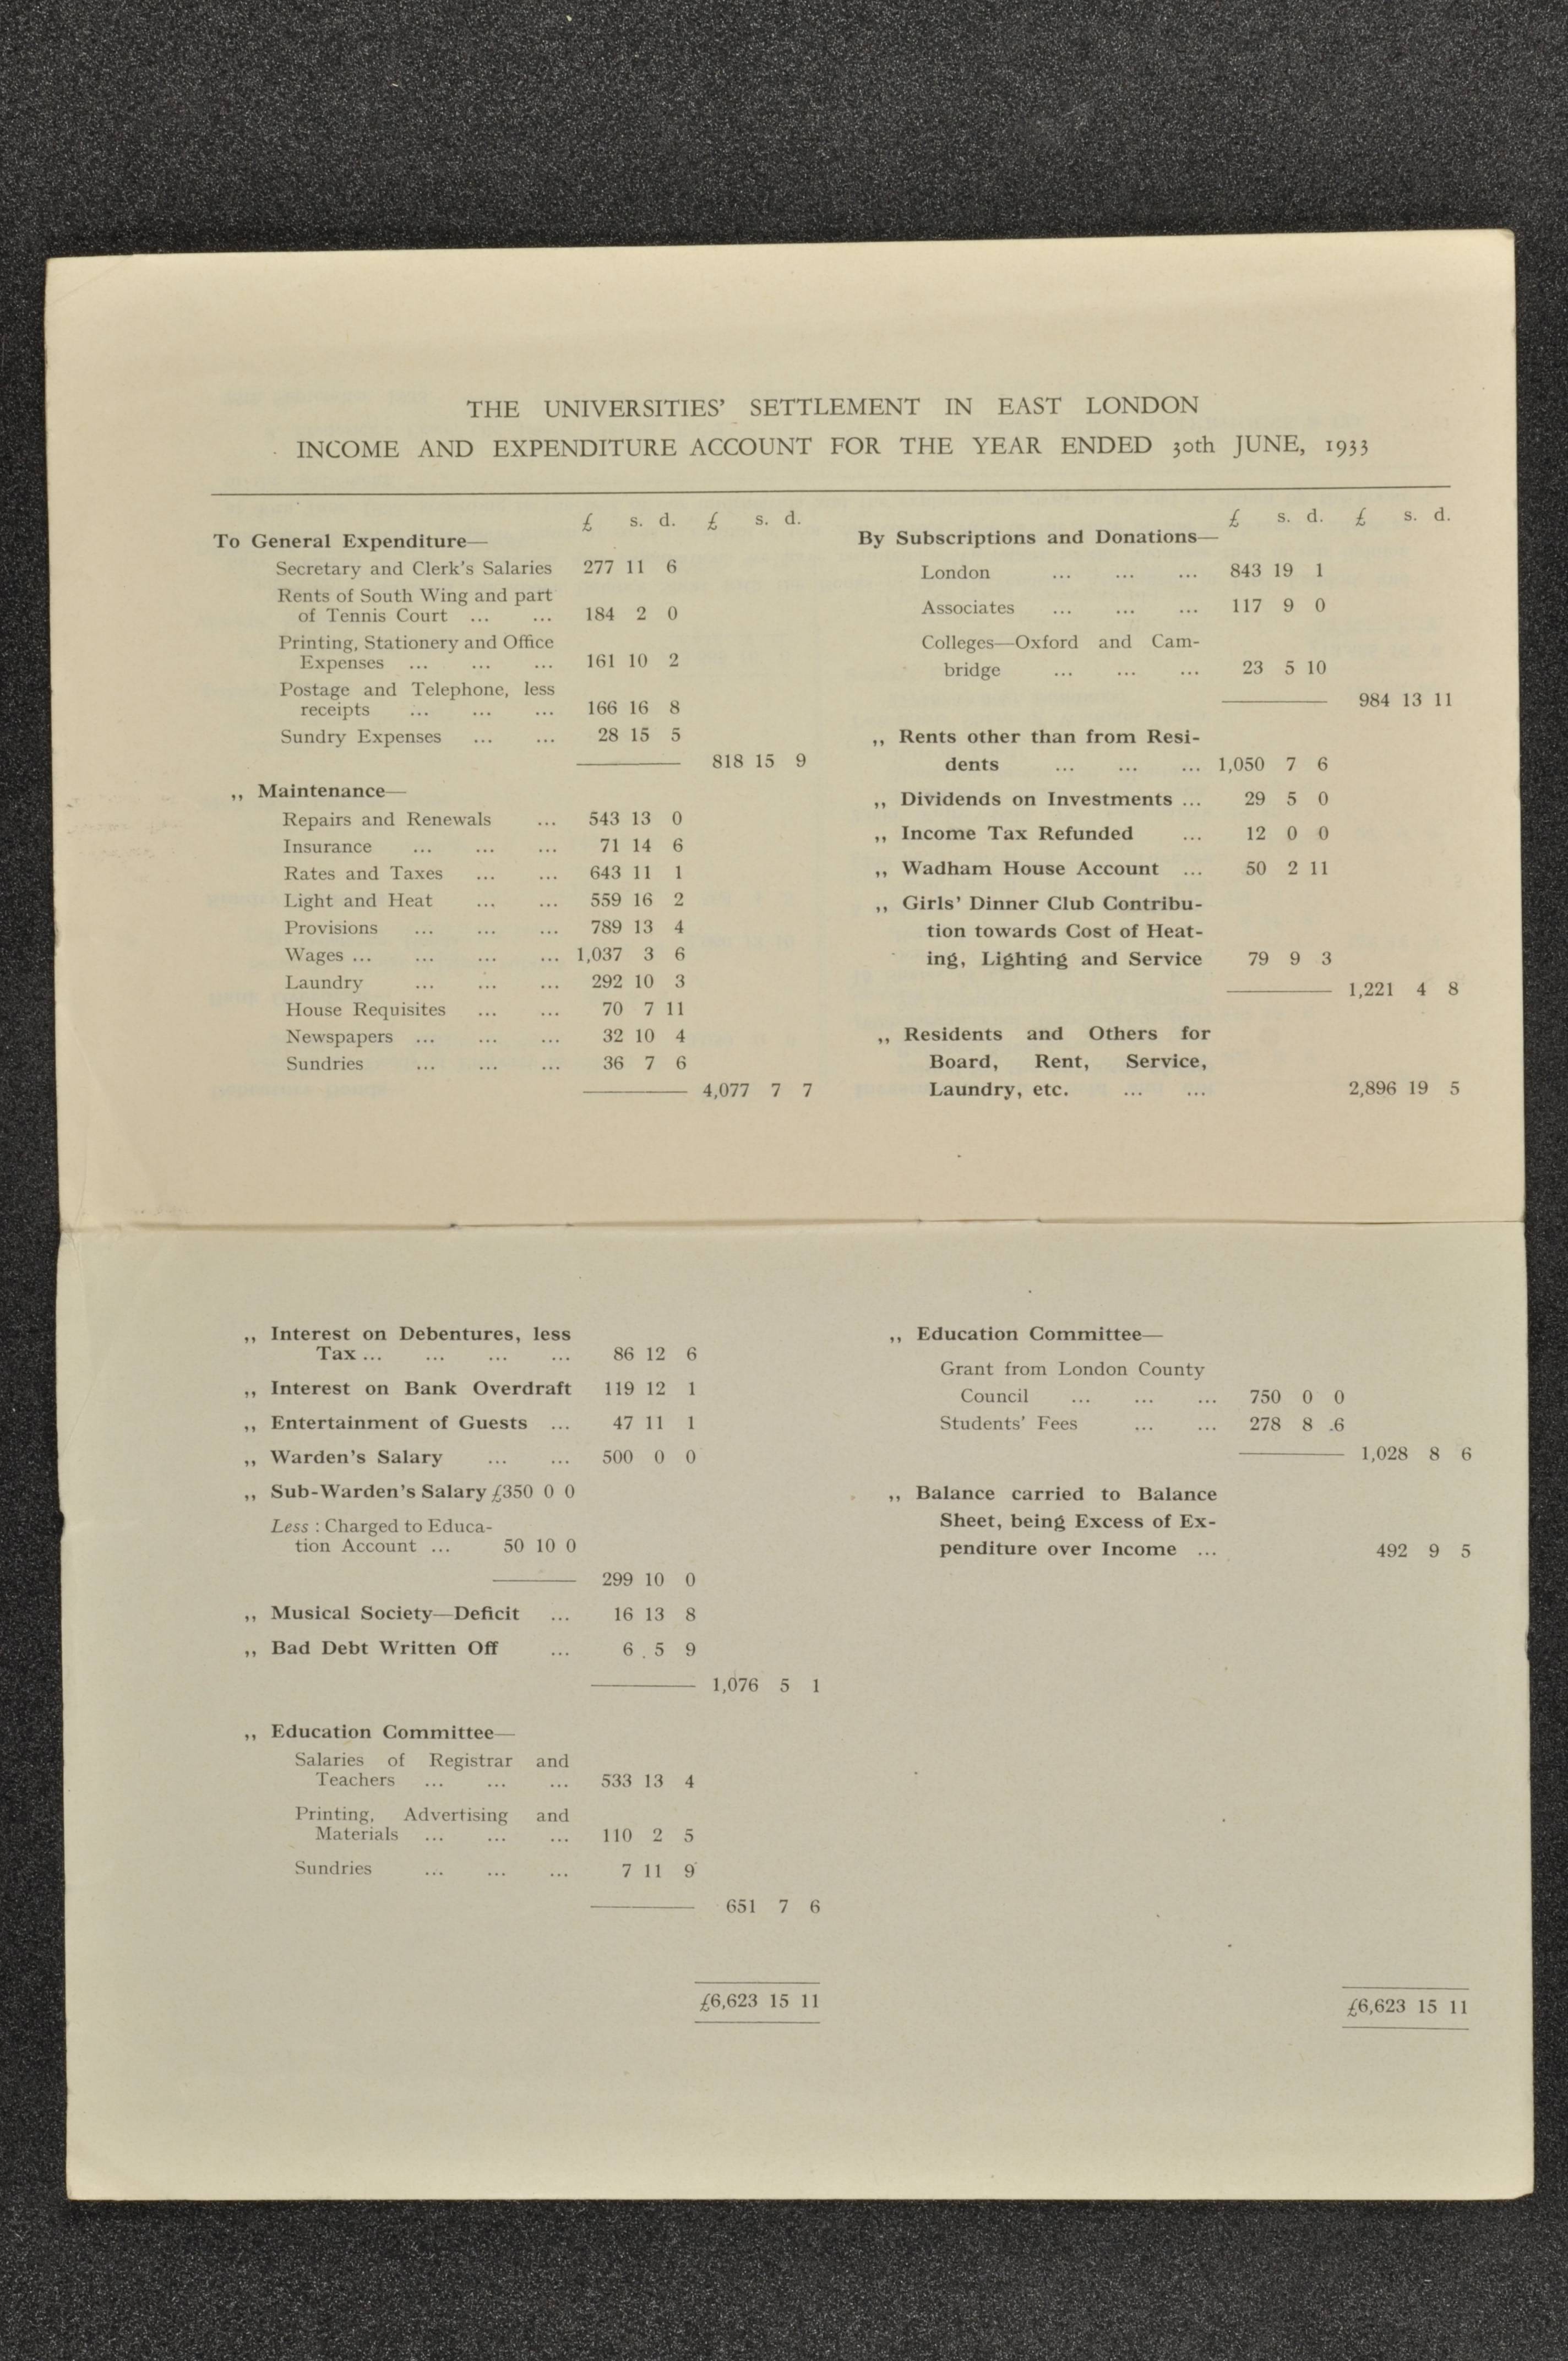 THE UNIVERSITIES' SETTLEMENT IN EAST LONDON
INCOME AND EXPENDITURE ACCOUNT FOR THE YEAR ENDED 30th JUNE, 1933
£ s. d. £ s. d.
To General Expenditure—
Secretary and Clerk's Salaries 277 11 6
Rents of South Wing and part
of Tennis Court ... ... 184 2 0
Printing, Stationery and Office
Expenses ... ... ... 161 10 2
Postage and Telephone, less
receipts ... ... ... 166 16 8
Sundry Expenses ... ... 28 15 5
818 15 9
,, Maintenance—
Repairs and Renewals ... 543 13 0
Insurance ... ... ... 71 14 6
Rates and Taxes ... ... 643 11 1
Light and Heat ... ... 559 16 2
Provisions ... ... ... 789 13 4
Wages ... ... ... ... 1,037 3 6
Laundry ... ... ... 292 10 3
House Requisites ... ... 70 7 11
Newspapers ... ... ... 32 10 4
Sundries ... ... ... 36 7 6
4,077 7 7
,, Interest on Debentures, less
Tax ... ... ... ... 86 12 6
,, Interest on Bank Overdraft 119 12 1
,, Entertainment of Guests ... 47 11 1
,, Warden's Salary ... ... 500 0 0
,, Sub-Warden's Salary £350 0 0
Less : Charged to Educa-
tion Account ... 50 10 0
299 10 0
,, Musical Society—Deficit ... 16 13 8
,, Bad Debt Written Off ... 6 5 9
1,076 5 1
,, Education Committee—
Salaries of Registrar and
Teachers ... ... ... 533 13 4
Printing, Advertising and
Materials ... ... ... 110 2 5
Sundries ... ... ... 7 11 9
651 7 6
£6,623 15 11
£ s. d. £ s. d.
By Subscriptions and Donations—
London ... ... ... 843 19 1
Associates ... ... ... 117 9 0
Colleges—Oxford and Cam-
bridge ... ... ... 23 5 10
984 13 11
,, Rents other than from Resi-
dents ... ... ... 1,050 7 6
,, Dividends on Investments ... 29 5 0
,, Income Tax Refunded ... 12 0 0
,, Wadham House Account ... 50 2 11
,, Girls' Dinner Club Contribu-
tion towards Cost of Heat-
ing, Lighting and Service 79 9 3
1,221 4 8
,, Residents and Others for
Board, Rent, Service,
Laundry, etc. ... ... 2,896 19 5
,, Education Committee—
Grant from London County
Council ... ... ... 750 0 0
Students' Fees ... ... 278 8 6
1,028 8 6
,, Balance carried to Balance
Sheet, being Excess of Ex-
penditure over Income ... 492 9 5
£6,623 15 11